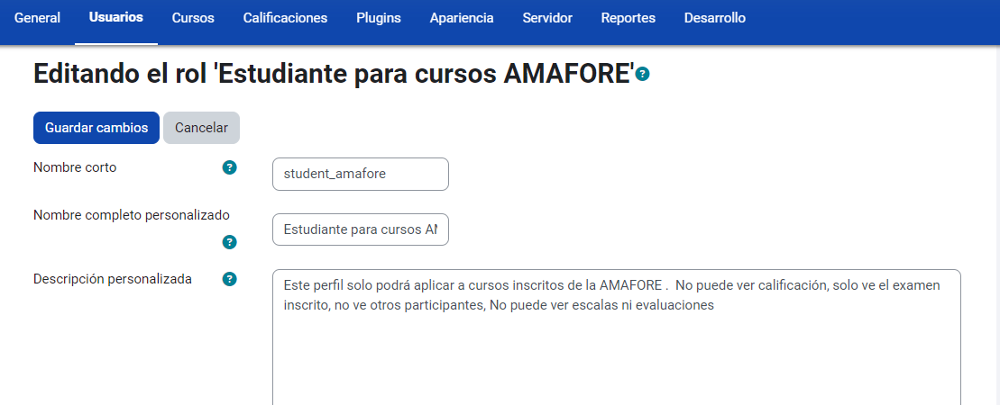 General Usuarios Cursos Calificaciones Plugins Apariencia Servidor Reportes Desarrollo
Editando el rol 'Estudiante para cursos AMAFORE' ?
Guardar cambios Cancelar
Nombre corto ? student_amafore
Nombre completo personalizado
? Estudiante para cursos
Descripción personalizada ?
Este perfil solo podrá aplicar a cursos inscritos de la AMAFORE . No puede ver calificación, solo ve el examen
inscrito, no ve otros participantes, No puede ver escalas ni evaluaciones